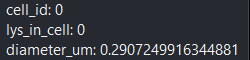 cell_id: 0
lys_in_cell: 0
diameter_um: 0.2907249916344881